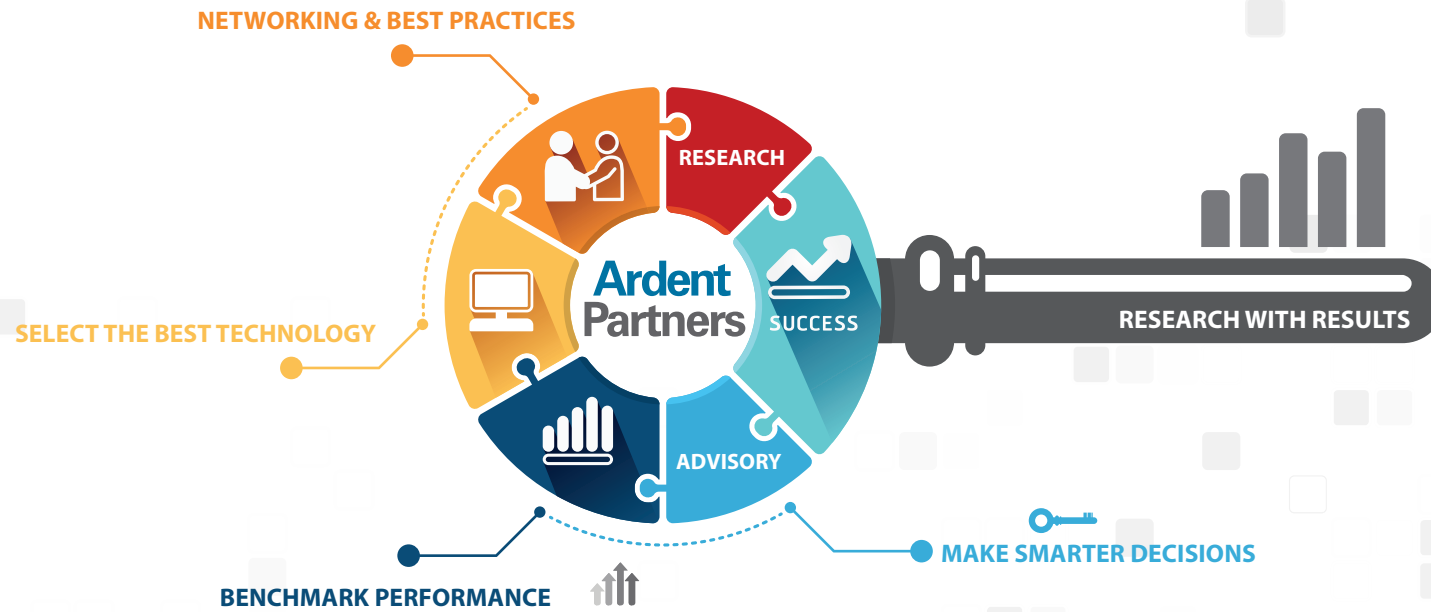 NETWORKING & BEST PRACTICES
RESEARCH
Ardent
Partners
SUCCESS
RESEARCH WITH RESULTS
SELECT THE BEST TECHNOLOGY
ADVISORY
MAKE SMARTER DECISIONS
BENCHMARK PERFORMANCE